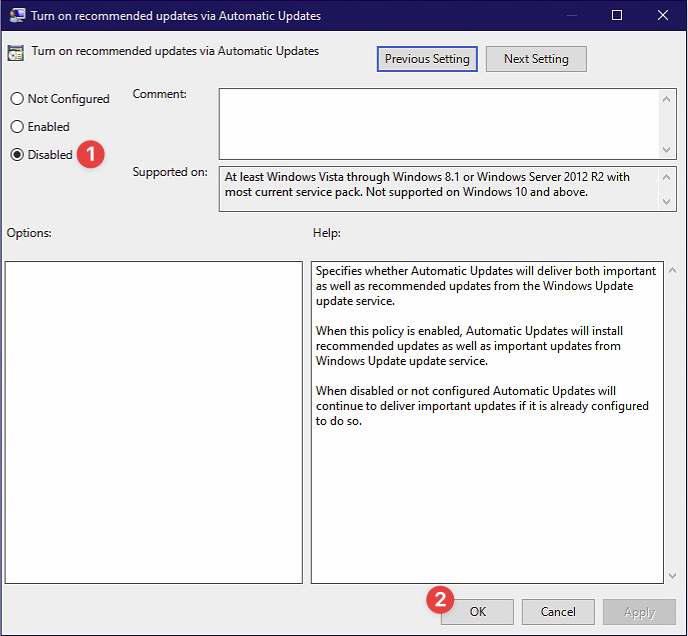 Turn on recommended updates via Automatic Updates
Turn on recommended updates via Automatic Updates
Previous Setting
Next Setting
Not Configured
Enabled
Disabled
1
Comment:
Supported on:
At least Windows Vista through Windows 8.1 or Windows Server 2012 R2 with
most current service pack. Not supported on Windows 10 and above.
Options:
Help:
Specifies whether Automatic Updates will deliver both important
as well as recommended updates from the Windows Update
update service.
When this policy is enabled, Automatic Updates will install
recommended updates as well as important updates from
Windows Update update service.
When disabled or not configured Automatic Updates will
continue to deliver important updates if it is already configured
to do so.
2
OK
Cancel
Apply